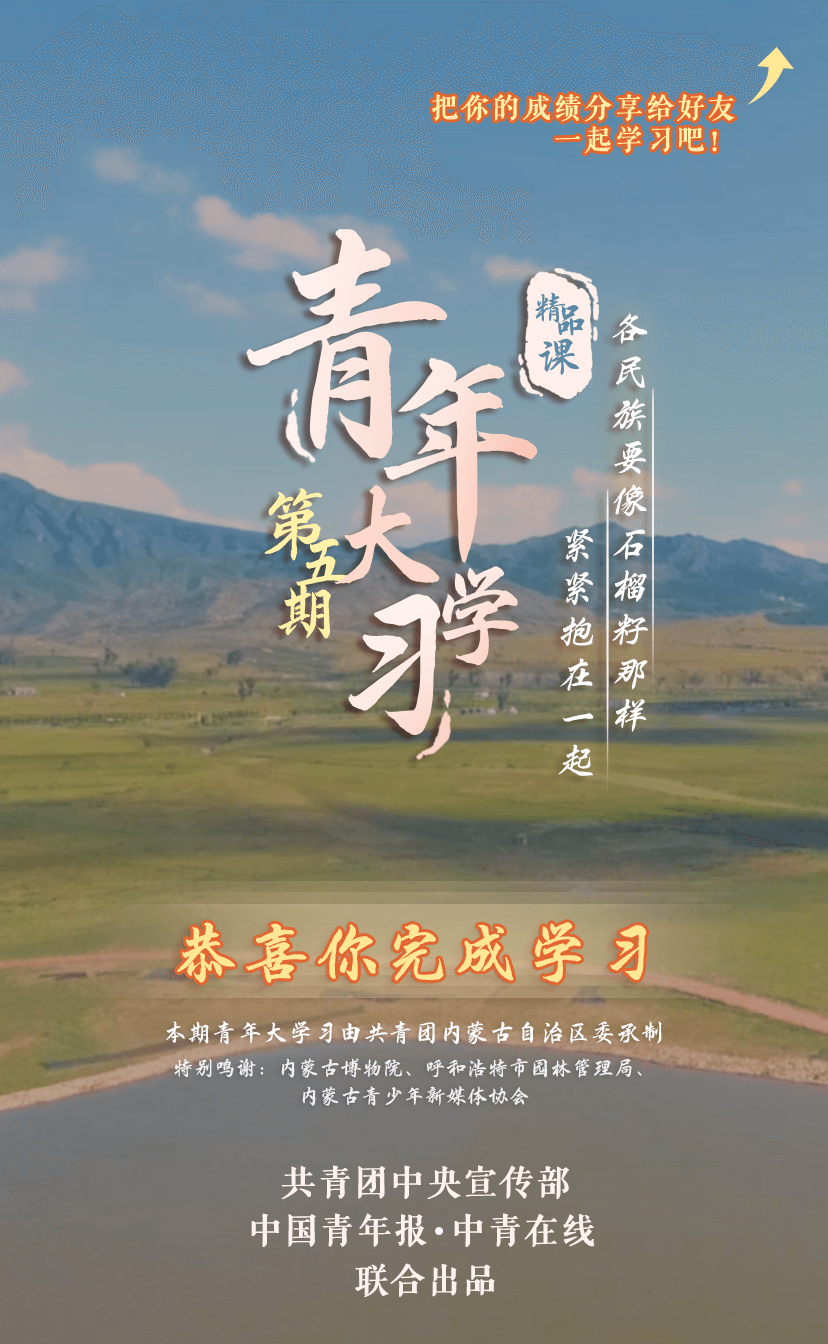 把你的成绩分享给好友
一起学习吧！
青年大学习
精品课
第五期
各民族要像石榴籽那样
紧紧抱在一起
恭喜你完成学习
本期青年大学习由共青团内蒙古自治区委承制
特别鸣谢：内蒙古博物院、呼和浩特市园林管理局、
内蒙古青少年新媒体协会
共青团中央宣传部
中国青年报·中青在线
联合出品